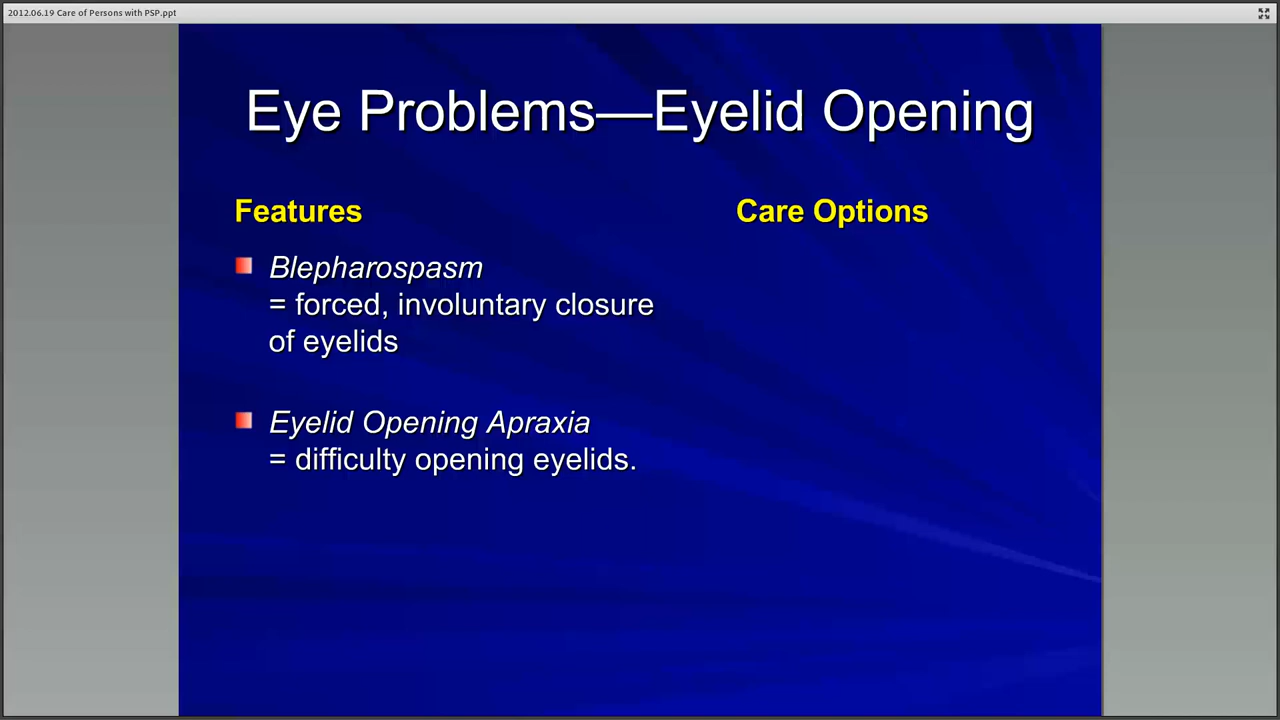 2012.06.19 Care of Persons with PSP.ppt
Eye Problems—Eyelid Opening
Features
Care Options
Blepharospasm
= forced, involuntary closure
of eyelids
Eyelid Opening Apraxia
= difficulty opening eyelids.